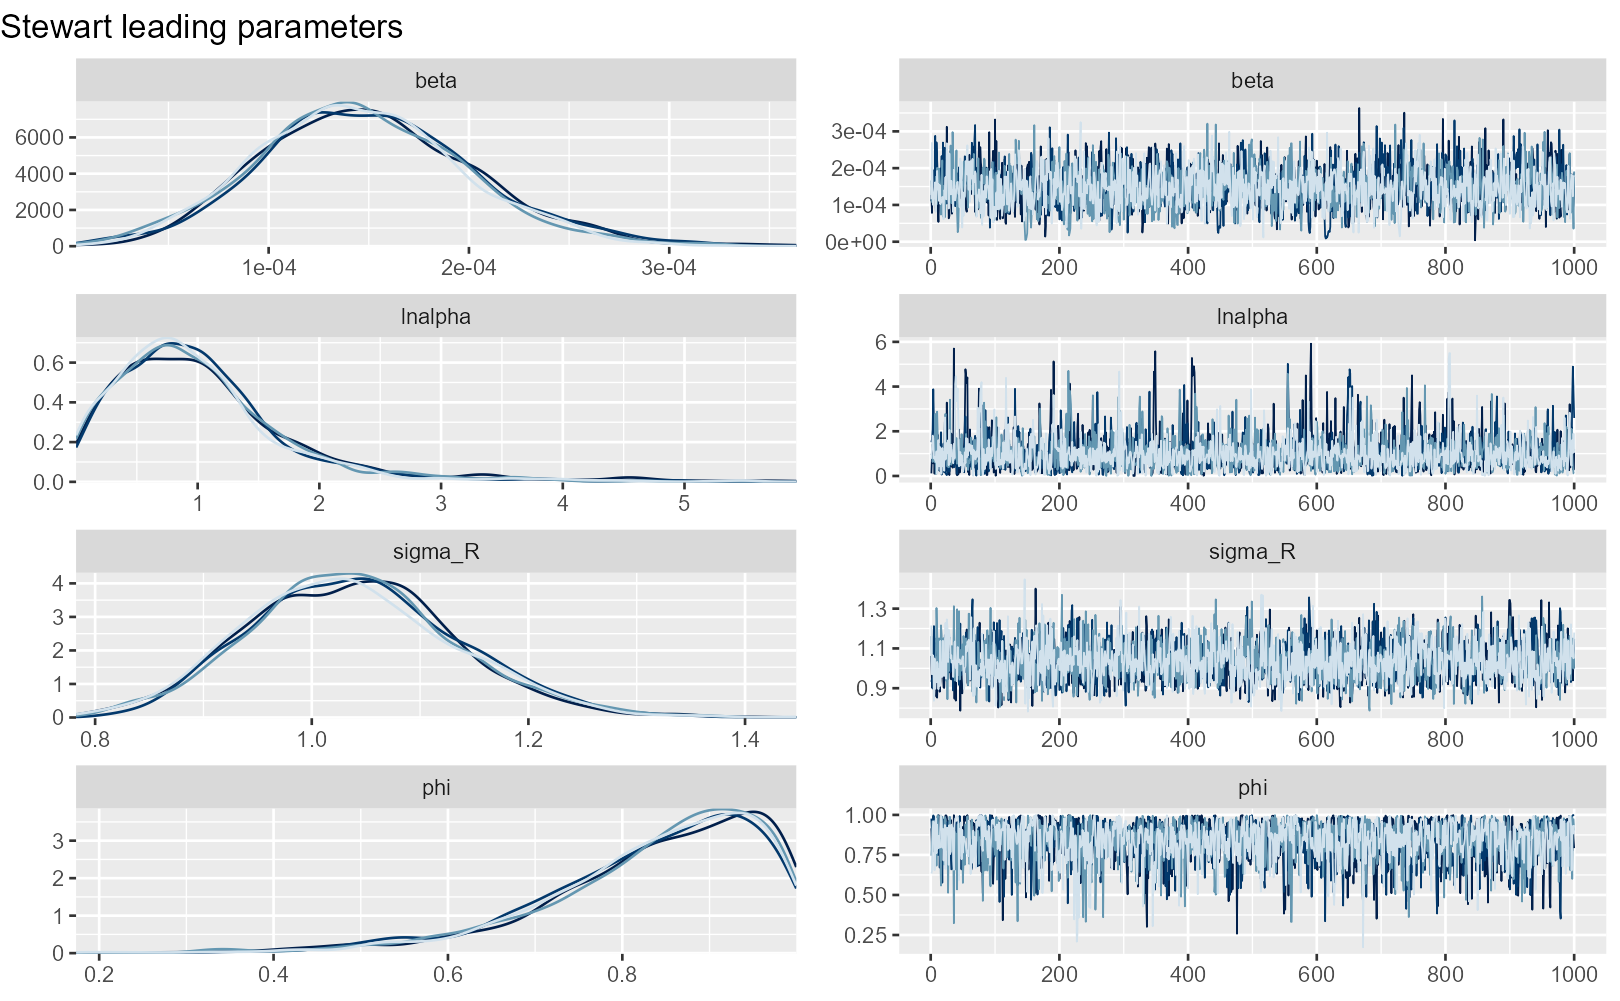 Stewart leading parameters
beta
beta
6000
4000
2000
0
1e-04 2e-04 3e-04
3e-04
2e-04
1e-04
0e+00
0 200 400 600 800 1000
lnalpha
lnalpha
0.6
0.4
0.2
0.0
1 2 3 4 5
6
4
2
0
0 200 400 600 800 1000
sigma_R
sigma_R
4
3
2
1
0
0.8 1.0 1.2 1.4
1.3
1.1
0.9
0 200 400 600 800 1000
phi
phi
3
2
1
0
0.2 0.4 0.6 0.8
1.00
0.75
0.50
0.25
0 200 400 600 800 1000